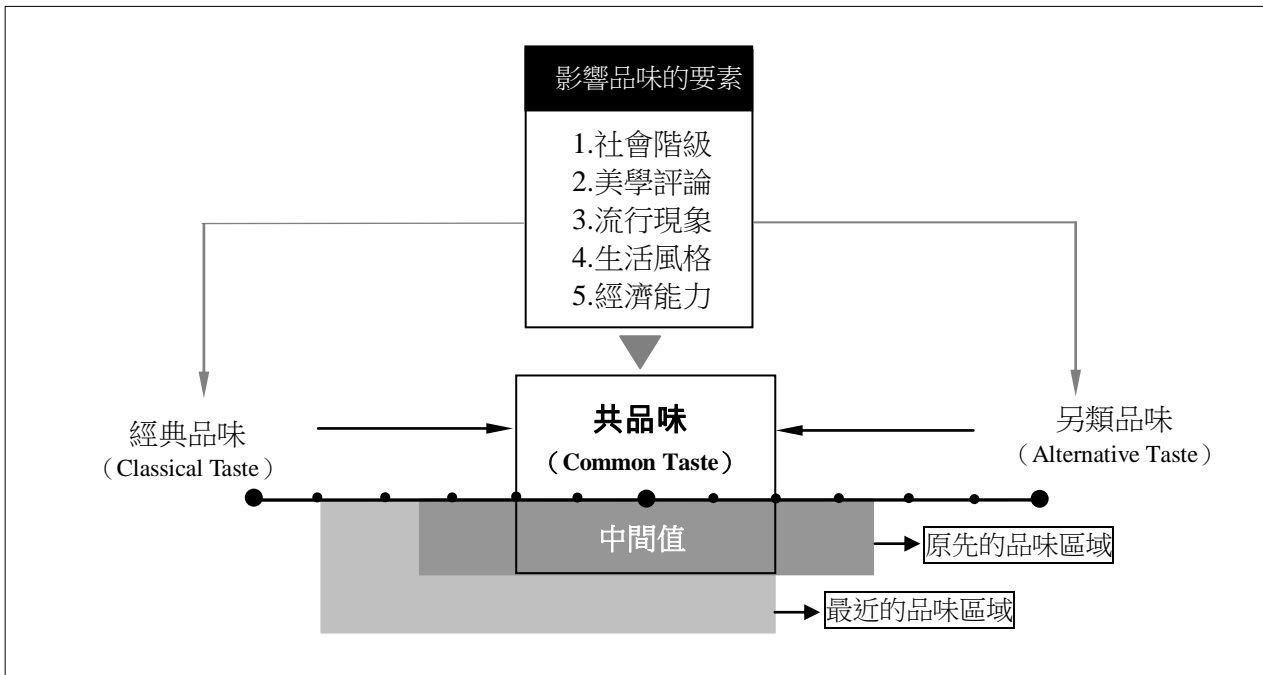 影響品味的要素
1.社會階級
2.美學評論
3.流行現象
4.生活風格
5.經濟能力
經典品味
（Classical Taste）
共品味
（Common Taste）
另類品味
（Alternative Taste）
中間值
原先的品味區域
最近的品味區域